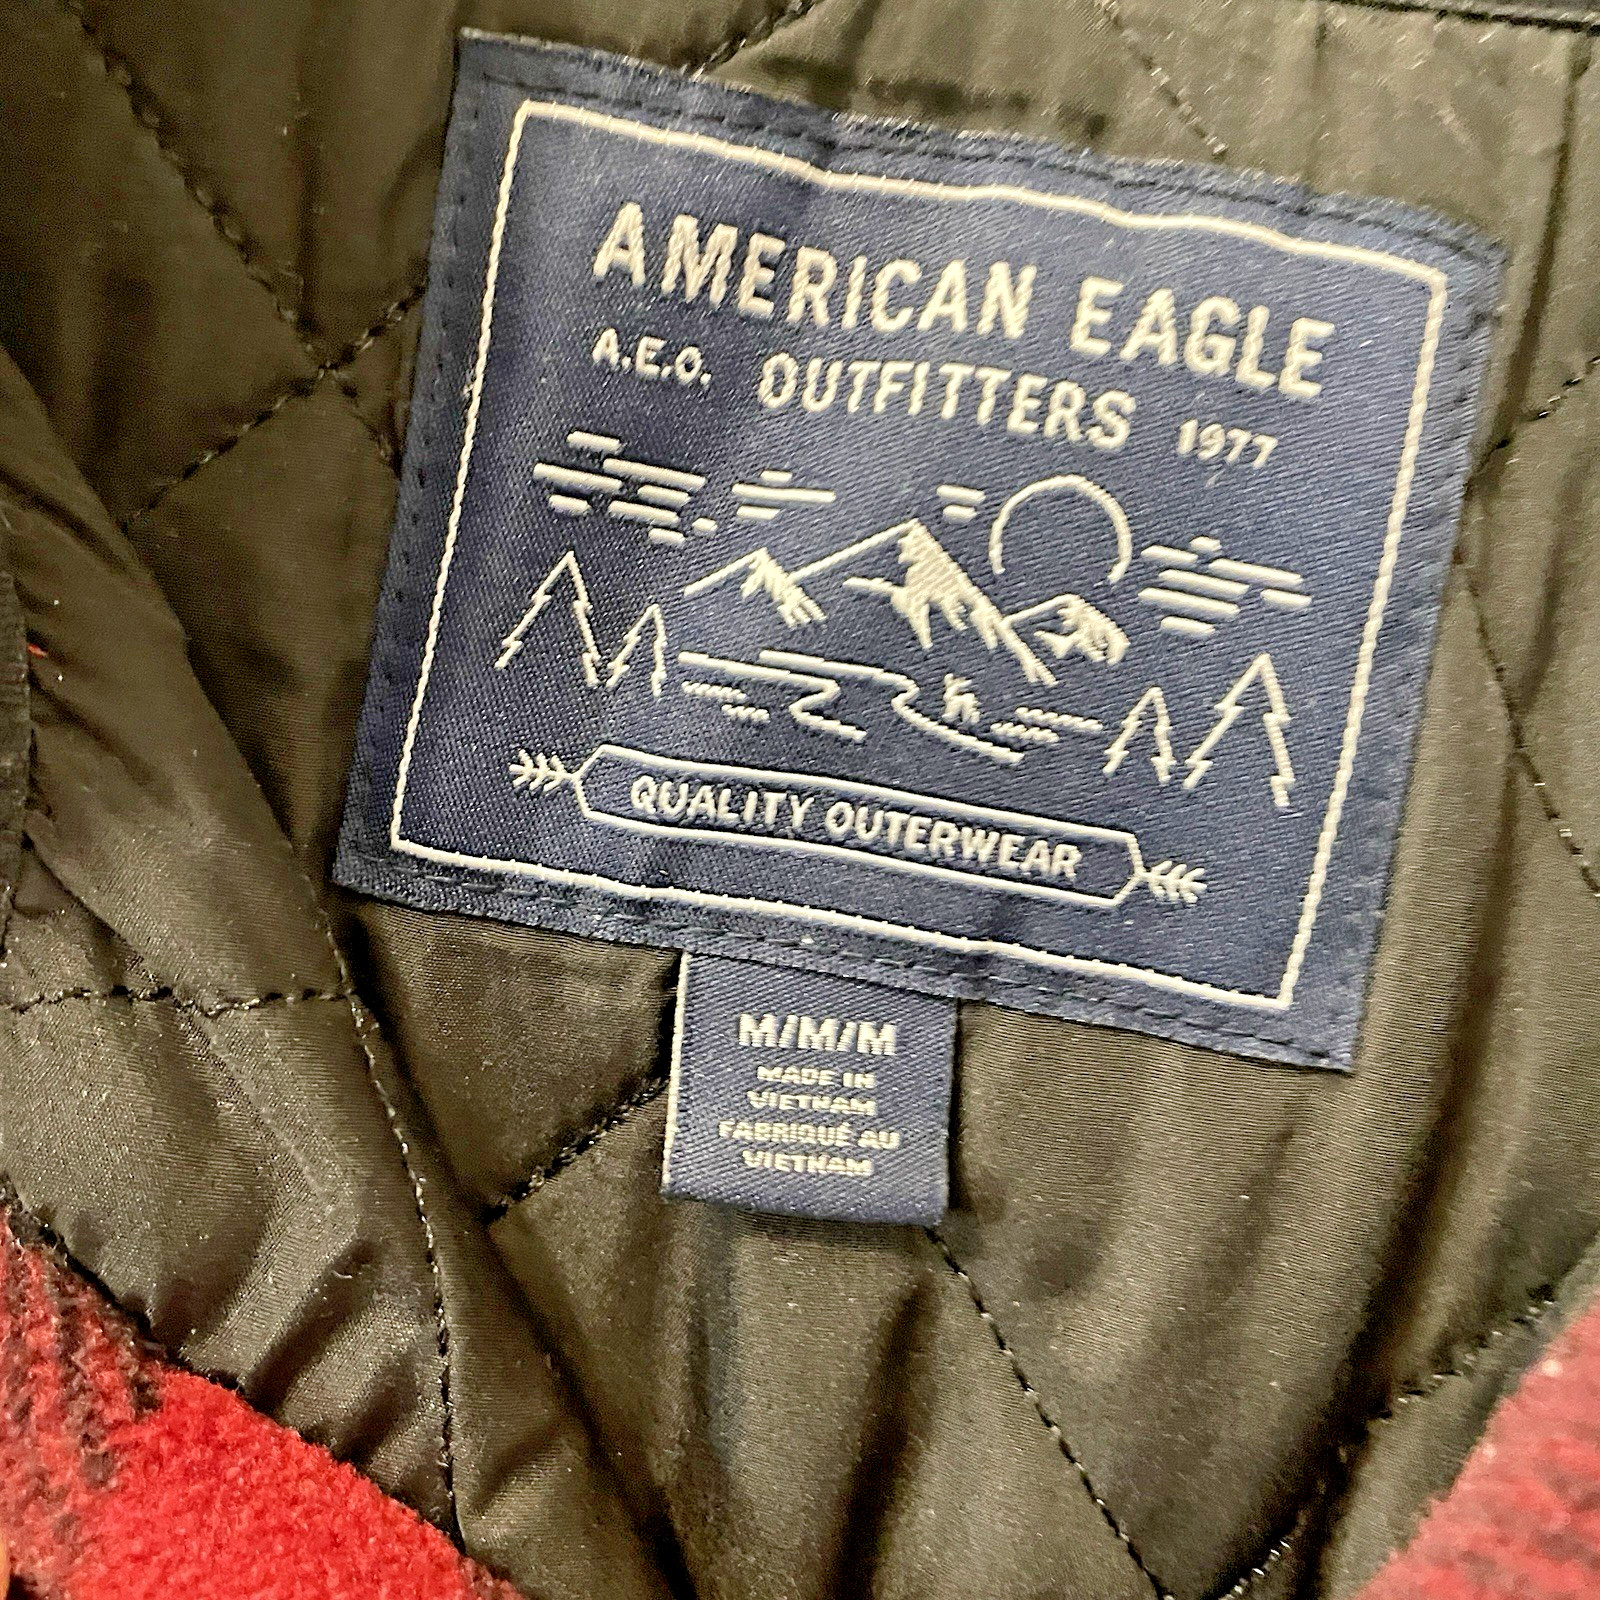 AMERICAN EAGLE
A.E.O. OUTFITTERS 1977
QUALITY OUTERWEAR
M/M/M
MADE IN
VIETNAM
FABRIQUÉ AU
VIETNAM